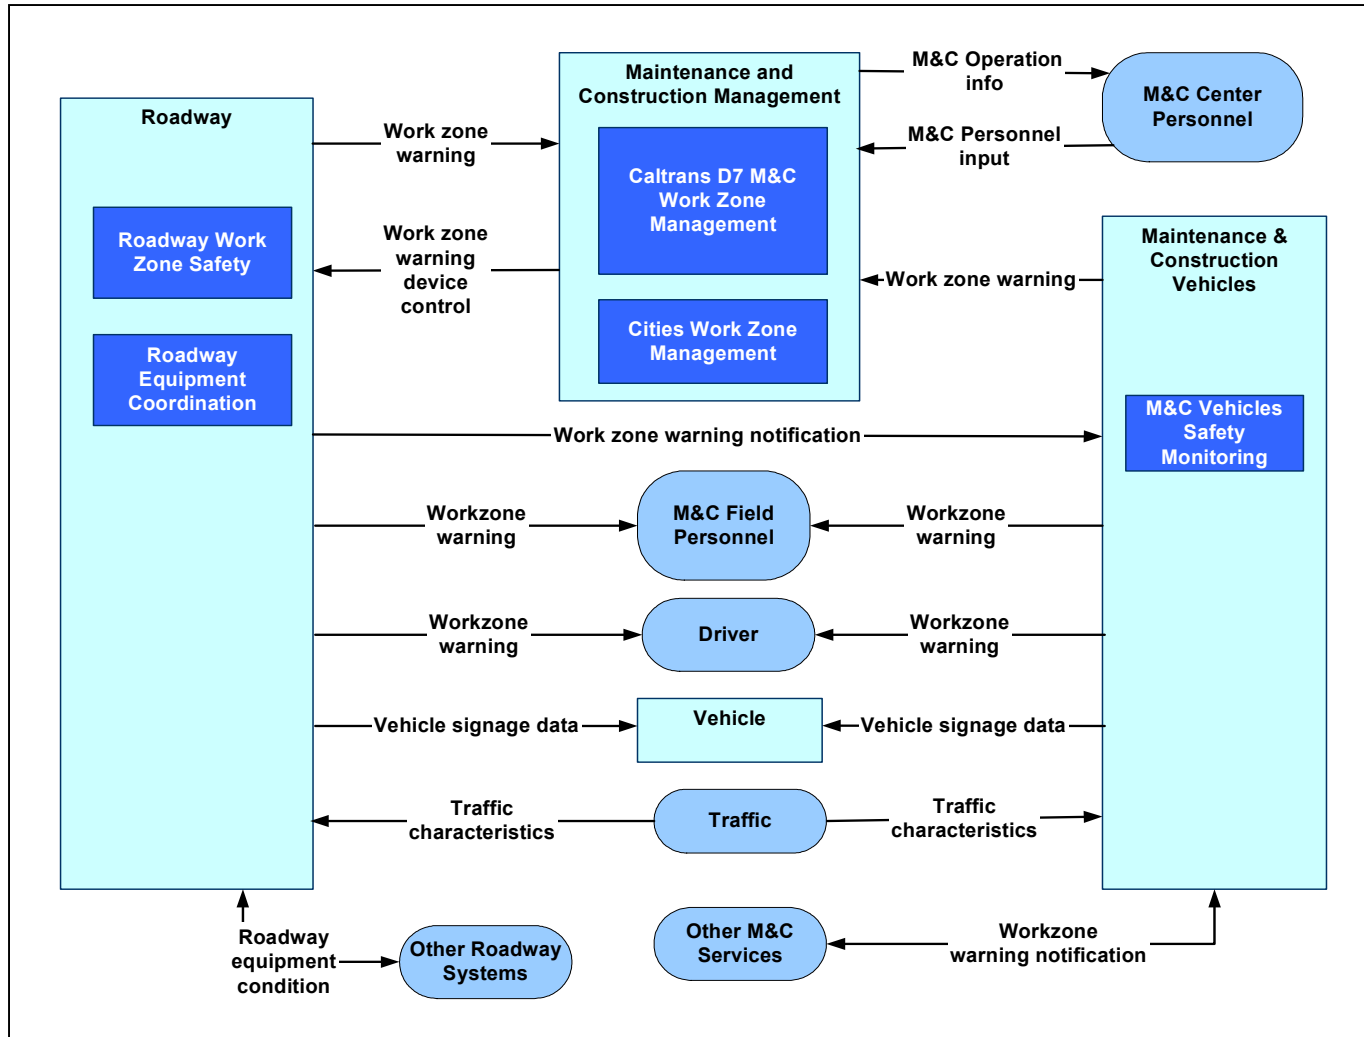 Roadway
Work zone
warning
Maintenance and
Construction Management
M&C Operation
info
M&C Center
Personnel
M&C Personnel
input
Caltrans D7 M&C
Work Zone
Management
Roadway Work
Zone Safety
Work zone
warning
device
control
Work zone warning
Maintenance &
Construction
Vehicles
Cities Work Zone
Management
Roadway
Equipment
Coordination
M&C Vehicles
Safety
Monitoring
Work zone warning notification
Workzone
warning
M&C Field
Personnel
Workzone
warning
Workzone
warning
Driver
Workzone
warning
Vehicle signage data
Vehicle
Vehicle signage data
Traffic
characteristics
Traffic
Traffic
characteristics
Roadway
equipment
condition
Other Roadway
Systems
Other M&C
Services
Workzone
warning notification